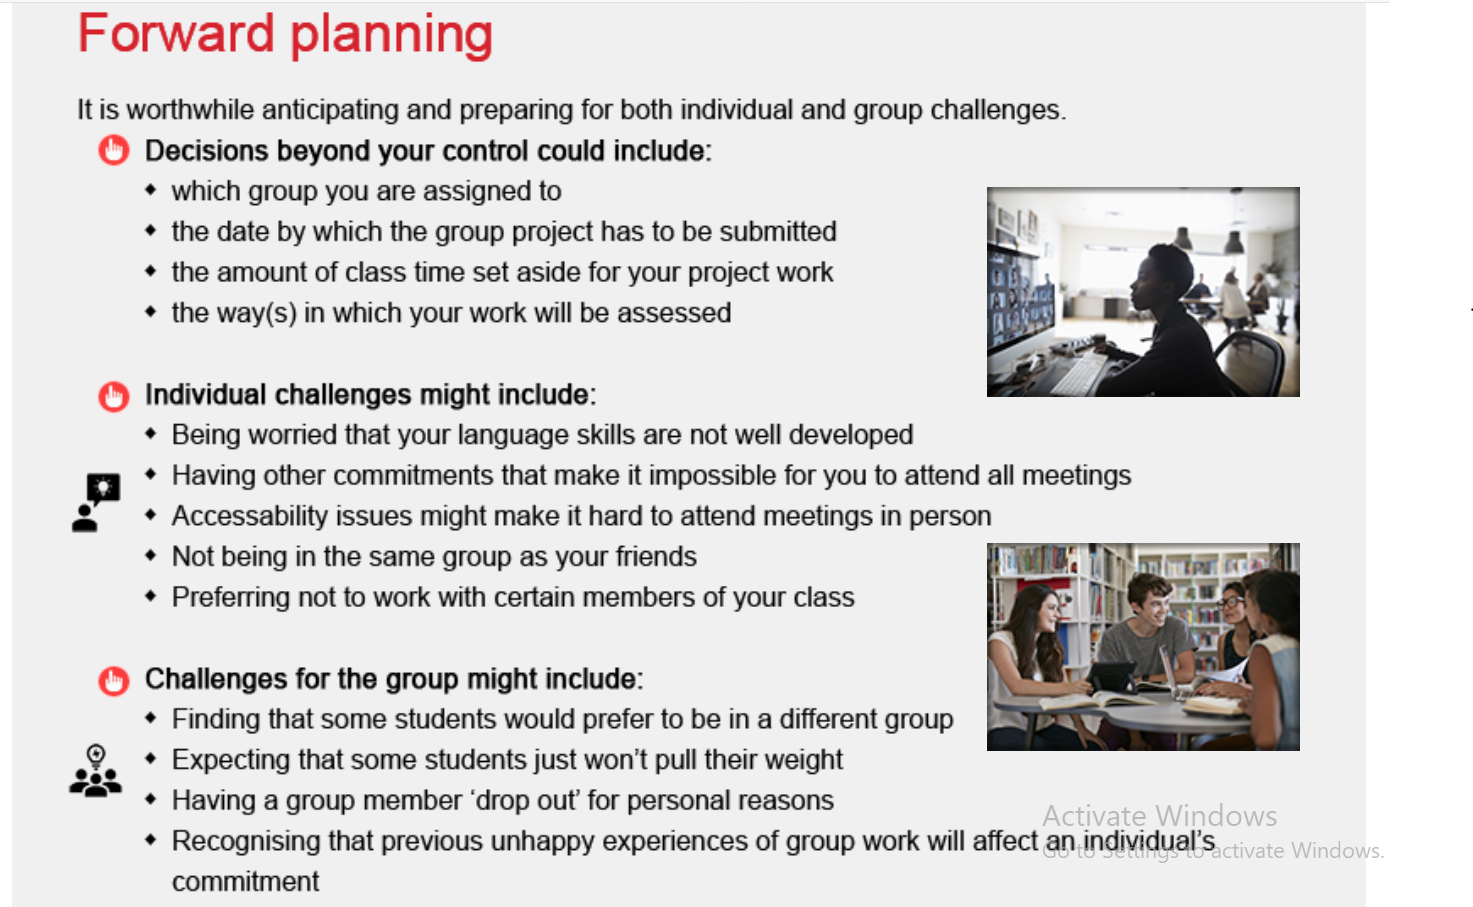 Forward planning
It is worthwhile anticipating and preparing for both individual and group challenges.
Decisions beyond your control could include:
which group you are assigned to
the date by which the group project has to be submitted
the amount of class time set aside for your project work
the way(s) in which your work will be assessed
Individual challenges might include:
Being worried that your language skills are not well developed
Having other commitments that make it impossible for you to attend all meetings
Accessability issues might make it hard to attend meetings in person
Not being in the same group as your friends
Preferring not to work with certain members of your class
Challenges for the group might include:
Finding that some students would prefer to be in a different group
Expecting that some students just won’t pull their weight
Having a group member ‘drop out’ for personal reasons
Recognising that previous unhappy experiences of group work will affect an individual’s
commitment
Activate Windows
Go to Settings to activate Windows.